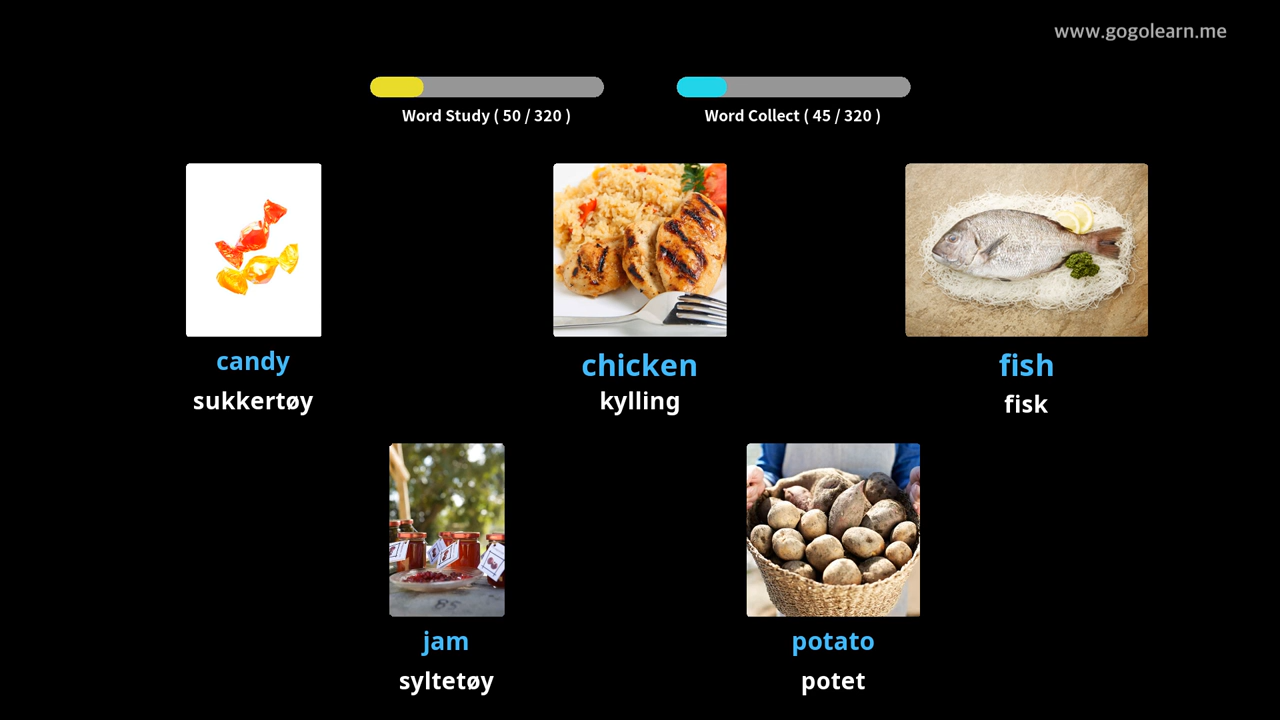 www.gogolearn.me
Word Study ( 50 / 320 )
Word Collect ( 45 / 320 )
candy
sukkertøy
chicken
kylling
fish
fisk
jam
syltetøy
potato
potet